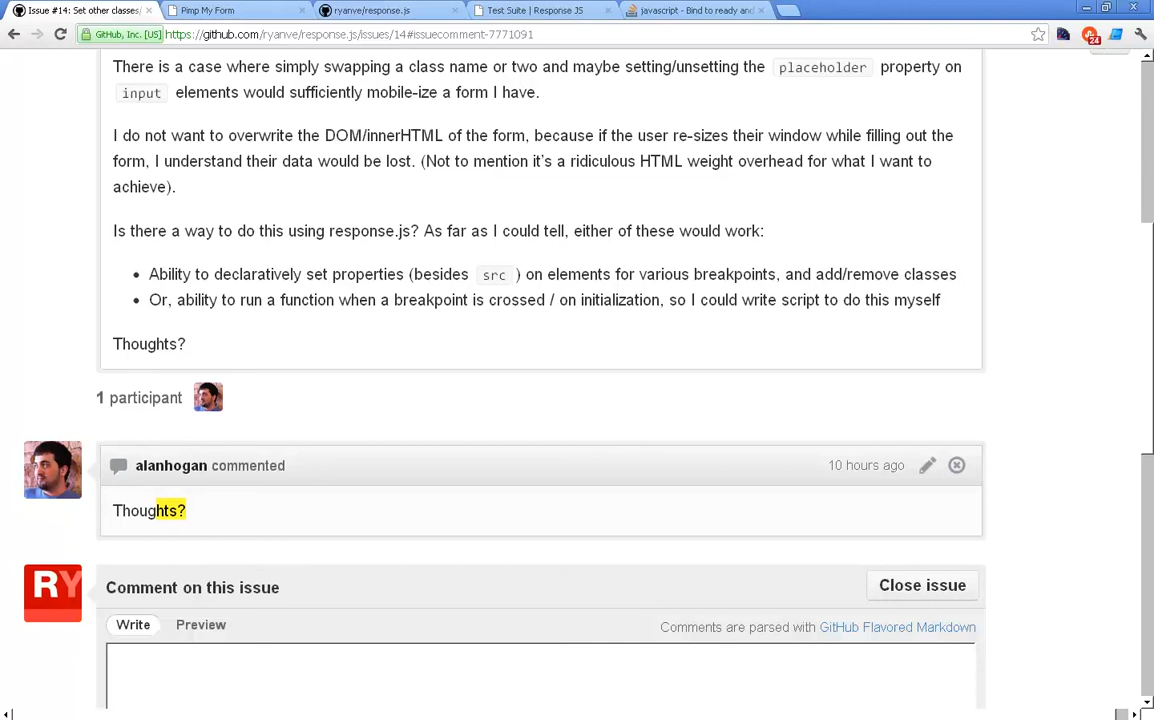 Issue #14: Set other classes
Pimp My Form
ryanve/response.js
Test Suite | Response JS
javascript - Bind to ready and
GitHub, Inc. [US]
https://github.com/ryanve/response.js/issues/14#issuecomment-7771091
24
There is a case where simply swapping a class name or two and maybe setting/unsetting the placeholder property on
input elements would sufficiently mobile-ize a form I have.
I do not want to overwrite the DOM/innerHTML of the form, because if the user re-sizes their window while filling out the
form, I understand their data would be lost. (Not to mention it's a ridiculous HTML weight overhead for what I want to
achieve).
Is there a way to do this using response.js? As far as I could tell, either of these would work:
• Ability to declaratively set properties (besides src ) on elements for various breakpoints, and add/remove classes
• Or, ability to run a function when a breakpoint is crossed / on initialization, so I could write script to do this myself
Thoughts?
1 participant
alanhogan commented
10 hours ago
Thoughts?
RY
Comment on this issue
Close issue
Write
Preview
Comments are parsed with GitHub Flavored Markdown